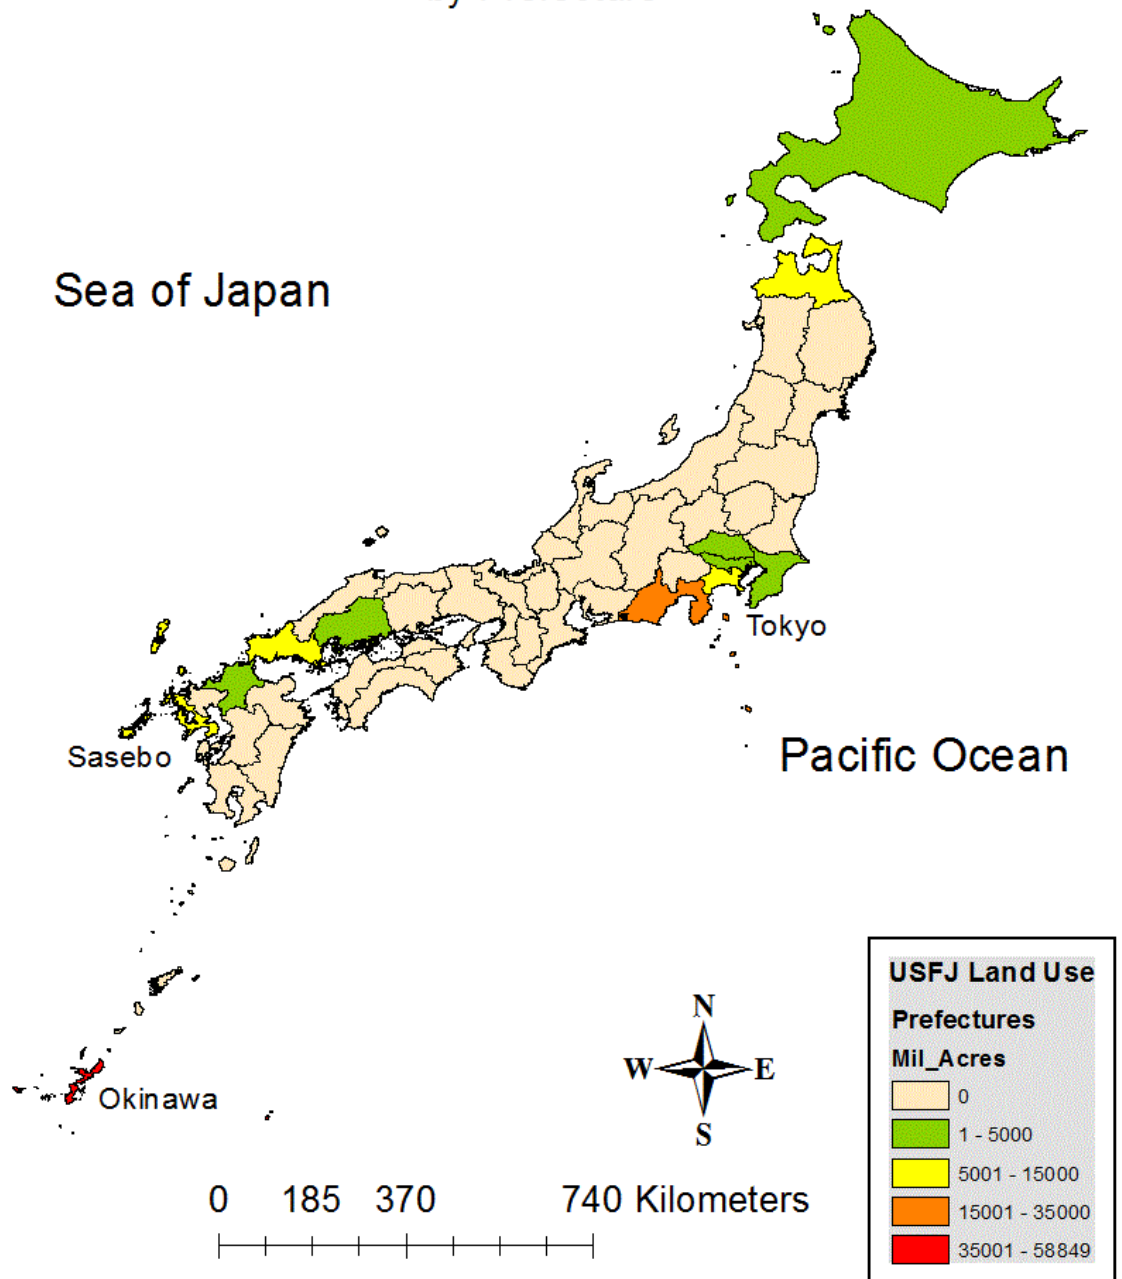 Sea of Japan
Tokyo
Pacific Ocean
Sasebo
Okinawa
N
W E
S
0 185 370 740 Kilometers
USFJ Land Use
Prefectures
Mil_Acres
0
1 - 5000
5001 - 15000
15001 - 35000
35001 - 58849